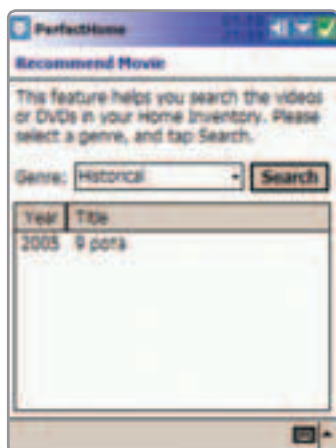 PerfectHome
Recommend Movie
This feature helps you search the videos
or DVDs in your Home Inventory. Please
select a genre, and tap Search.
Genre: Historical Search
Year Title
2005 9 рота